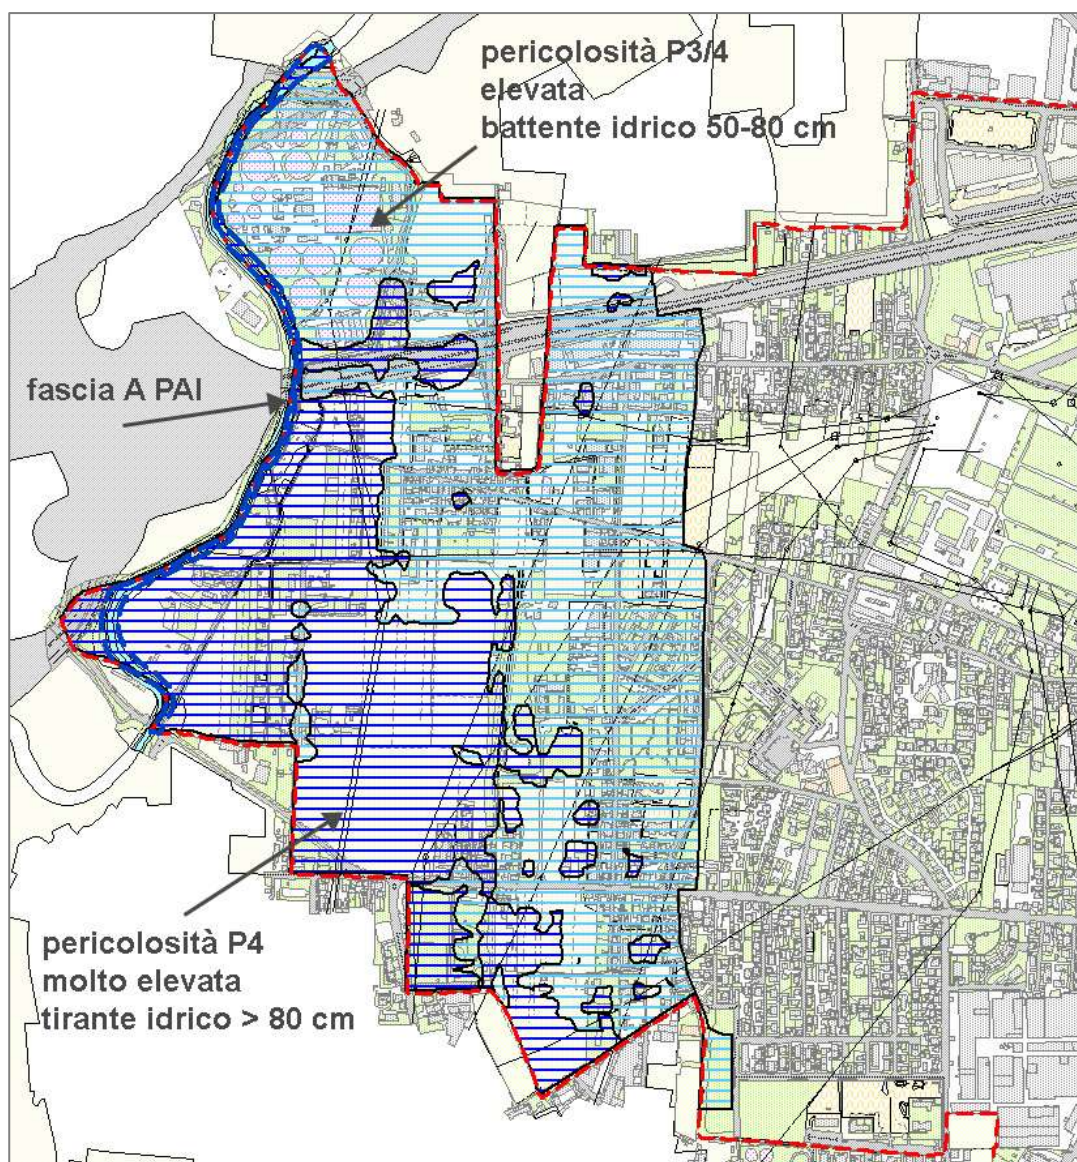 pericolosità P3/4
elevata
battente idrico 50-80 cm
fascia A PAI
pericolosità P4
molto elevata
tirante idrico > 80 cm